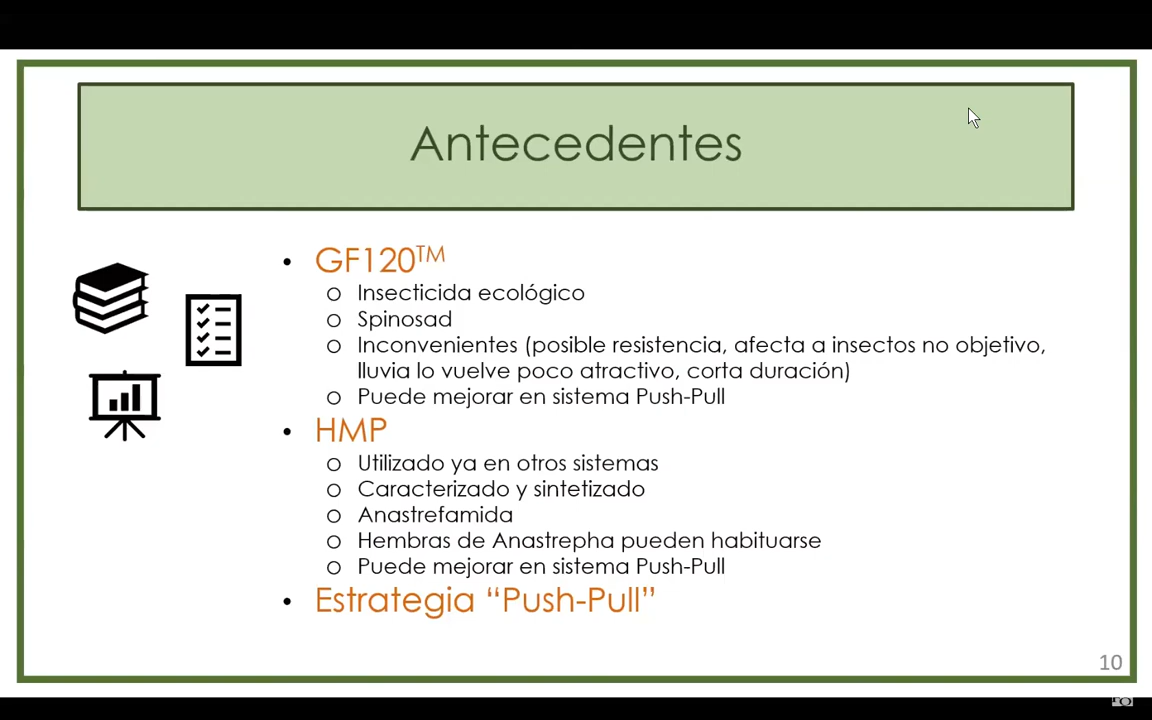 Antecedentes
• GF120™
o Insecticida ecológico
o Spinosad
o Inconvenientes (posible resistencia, afecta a insectos no objetivo,
lluvia lo vuelve poco atractivo, corta duración)
o Puede mejorar en sistema Push-Pull
• HMP
o Utilizado ya en otros sistemas
o Caracterizado y sintetizado
o Anastrefamida
o Hembras de Anastrepha pueden habituarse
o Puede mejorar en sistema Push-Pull
• Estrategia “Push-Pull”
10